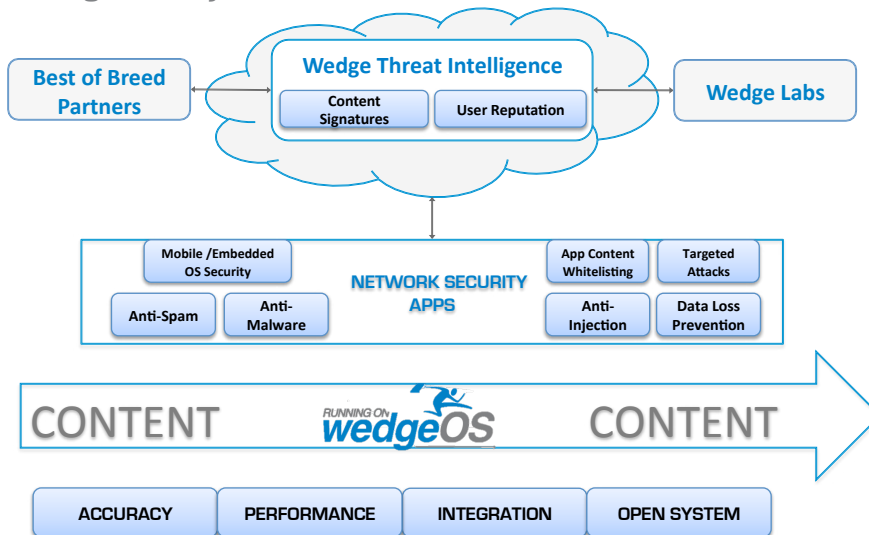 Wedge Threat Intelligence
Best of Breed
Partners
Content
Signatures
User Reputation
Wedge Labs
Mobile /Embedded
OS Security
App Content
Whitelisting
Targeted
Attacks
NETWORK SECURITY
APPS
Anti-Spam
Anti-
Malware
Anti-
Injection
Data Loss
Prevention
CONTENT
RUNNING ON
wedgeOS
CONTENT
ACCURACY
PERFORMANCE
INTEGRATION
OPEN SYSTEM